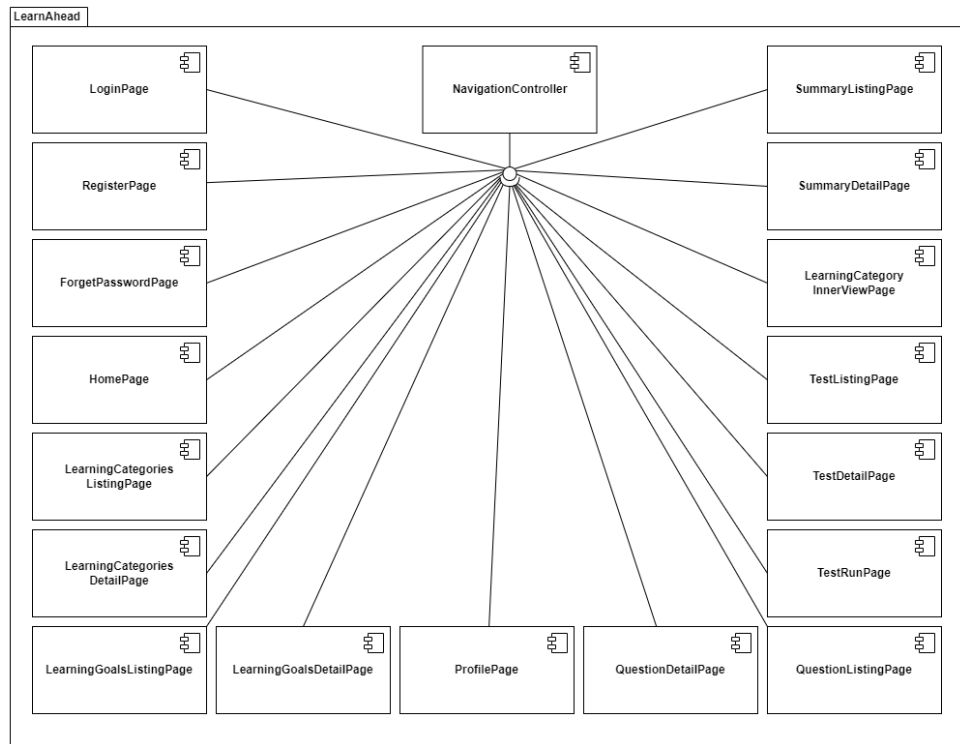 LearnAhead
LoginPage
NavigationController
SummaryListingPage
RegisterPage
SummaryDetailPage
ForgetPasswordPage
LearningCategory
InnerViewPage
HomePage
TestListingPage
LearningCategories
ListingPage
TestDetailPage
LearningCategories
DetailPage
TestRunPage
LearningGoalsListingPage
LearningGoalsDetailPage
ProfilePage
QuestionDetailPage
QuestionListingPage